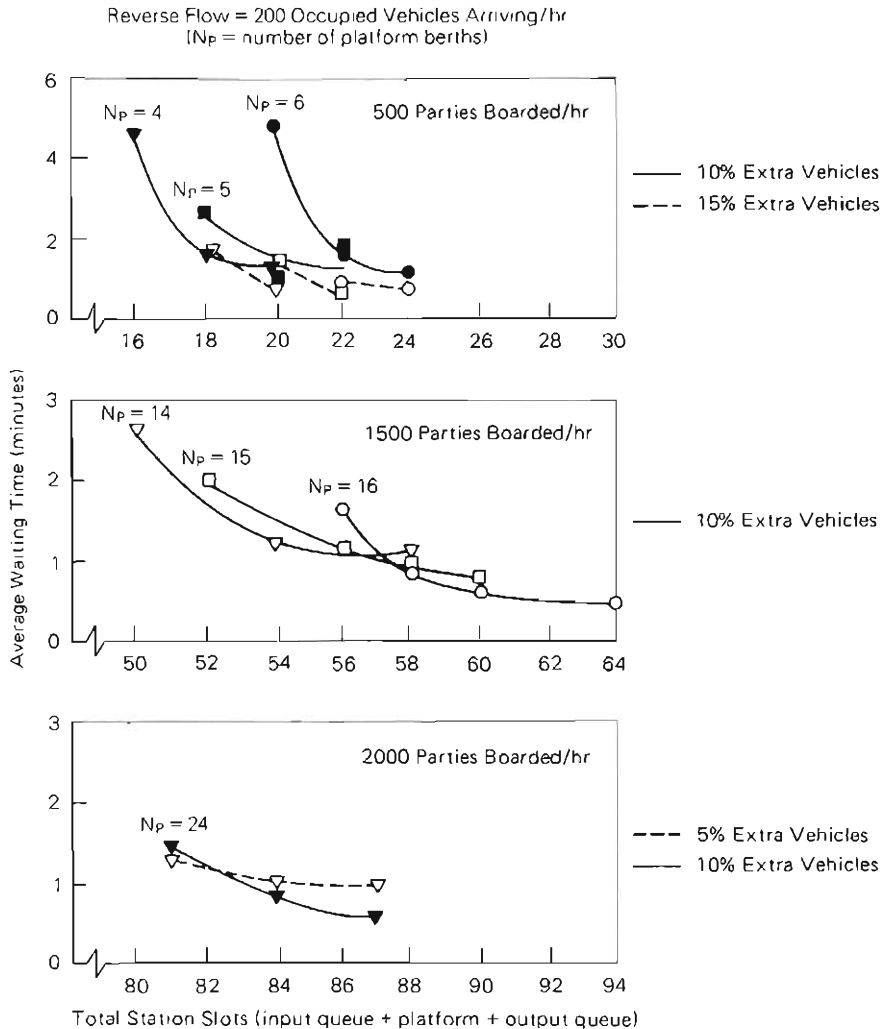 Reverse Flow = 200 Occupied Vehicles Arriving/hr
(NP = number of platform berths)
6
4
2
0
NP = 4
NP = 5
NP = 6
500 Parties Boarded/hr
10% Extra Vehicles
15% Extra Vehicles
16 18 20 22 24 26 28 30
Average Waiting Time (minutes)
3
2
1
0
NP = 14
NP = 15
NP = 16
1500 Parties Boarded/hr
10% Extra Vehicles
50 52 54 56 58 60 62 64
3
2
1
0
NP = 24
2000 Parties Boarded/hr
5% Extra Vehicles
10% Extra Vehicles
80 82 84 86 88 90 92 94
Total Station Slots (input queue + platform + output queue)